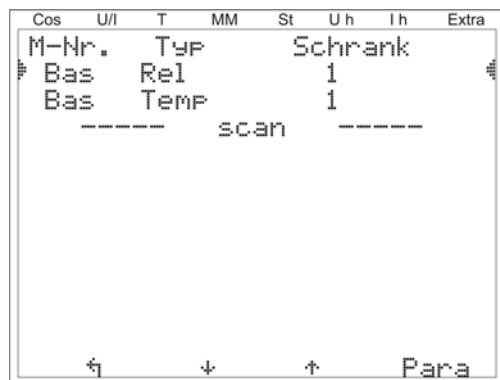 Cos U/I T MM St U h I h Extra
M-Nr. Typ Schrank
Bas Rel 1
Bas Temp 1
----- scan -----
↰ ↓ ↑ Para